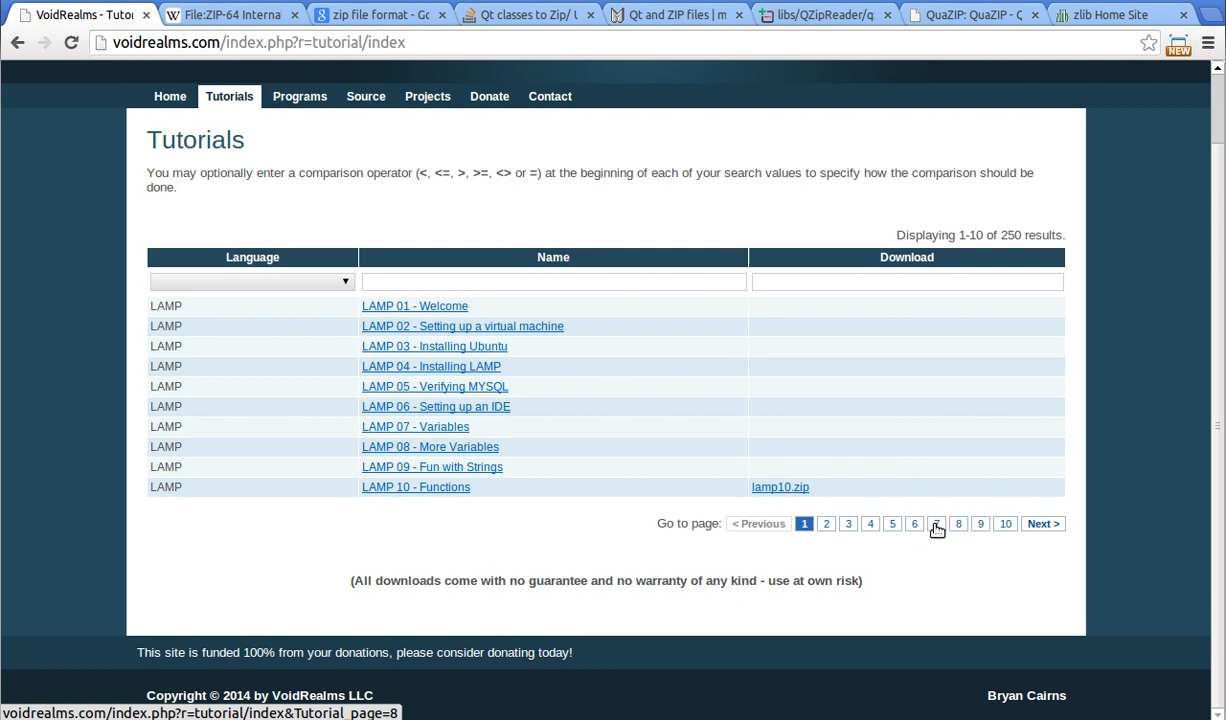 VoidRealms - Tutor
File:ZIP-64 Interna
zip file format - Go
Qt classes to Zip/ U
Qt and ZIP files | m
libs/QZipReader/q
QuaZIP: QuaZIP - Q
zlib Home Site
voidrealms.com/index.php?r=tutorial/index
NEW
Home Tutorials Programs Source Projects Donate Contact
Tutorials
You may optionally enter a comparison operator (<, <=, >, >=, <> or =) at the beginning of each of your search values to specify how the comparison should be
done.
Displaying 1-10 of 250 results.
Language Name Download
LAMP LAMP 01 - Welcome
LAMP LAMP 02 - Setting up a virtual machine
LAMP LAMP 03 - Installing Ubuntu
LAMP LAMP 04 - Installing LAMP
LAMP LAMP 05 - Verifying MYSQL
LAMP LAMP 06 - Setting up an IDE
LAMP LAMP 07 - Variables
LAMP LAMP 08 - More Variables
LAMP LAMP 09 - Fun with Strings
LAMP LAMP 10 - Functions lamp10.zip
Go to page: < Previous 1 2 3 4 5 6 7 8 9 10 Next >
(All downloads come with no guarantee and no warranty of any kind - use at own risk)
This site is funded 100% from your donations, please consider donating today!
Copyright © 2014 by VoidRealms LLC Bryan Cairns
voidrealms.com/index.php?r=tutorial/index&Tutorial_page=8